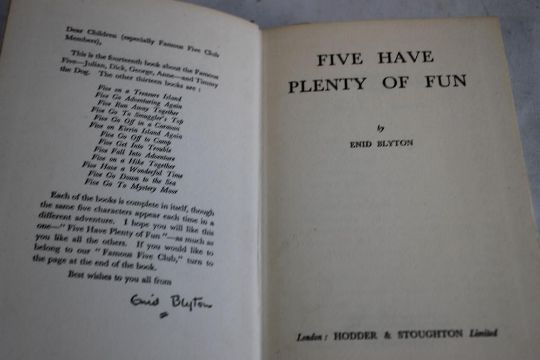 Dear Children (especially Famous Five Club
Members),
This is the fourteenth book about the Famous
Five—Julian, Dick, George, Anne—and Timmy
the Dog. The other thirteen books are :
Five on a Treasure Island
Five Go Adventuring Again
Five Run Away Together
Five Go To Smuggler's Top
Five Go Off in a Caravan
Five on Kirrin Island Again
Five Go Off to Camp
Five Get Into Trouble
Five Fall Into Adventure
Five on a Hike Together
Five Have a Wonderful Time
Five Go Down to the Sea
Five Go To Mystery Moor
Each of the books is complete in itself, though
the same five characters appear each time in a
different adventure. I hope you will like this
one—"Five Have Plenty of Fun"—as much as
you like all the others. If you would like to
belong to our "Famous Five Club," turn to
the page at the end of the book.
Best wishes to you all from
Enid Blyton
FIVE HAVE
PLENTY OF FUN
by
ENID BLYTON
London : HODDER & STOUGHTON Limited